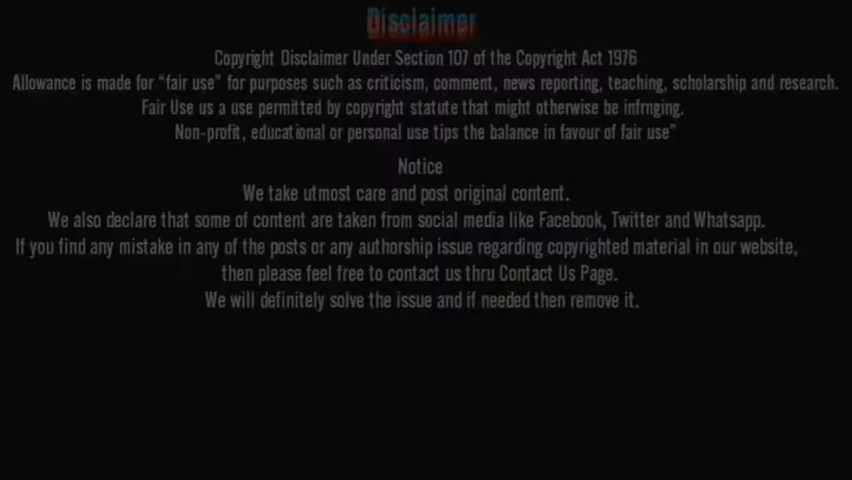 Disclaimer
Copyright Disclaimer Under Section 107 of the Copyright Act 1976
Allowance is made for “fair use” for purposes such as criticism, comment, news reporting, teaching, scholarship and research.
Fair Use us a use permitted by copyright statute that might otherwise be infrnging.
Non-profit, educational or personal use tips the balance in favour of fair use”
Notice
We take utmost care and post original content.
We also declare that some of content are taken from social media like Facebook, Twitter and Whatsapp.
If you find any mistake in any of the posts or any authorship issue regarding copyrighted material in our website,
then please feel free to contact us thru Contact Us Page.
We will definitely solve the issue and if needed then remove it.